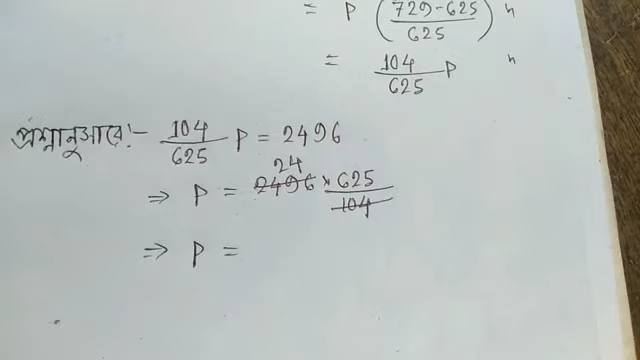 = P (729-625/625) "
= 104/625 P "
প্রশ্নানুসারে:- 104/625 P = 2496
24
⇒ P = 2496 × 625/104
⇒ P =